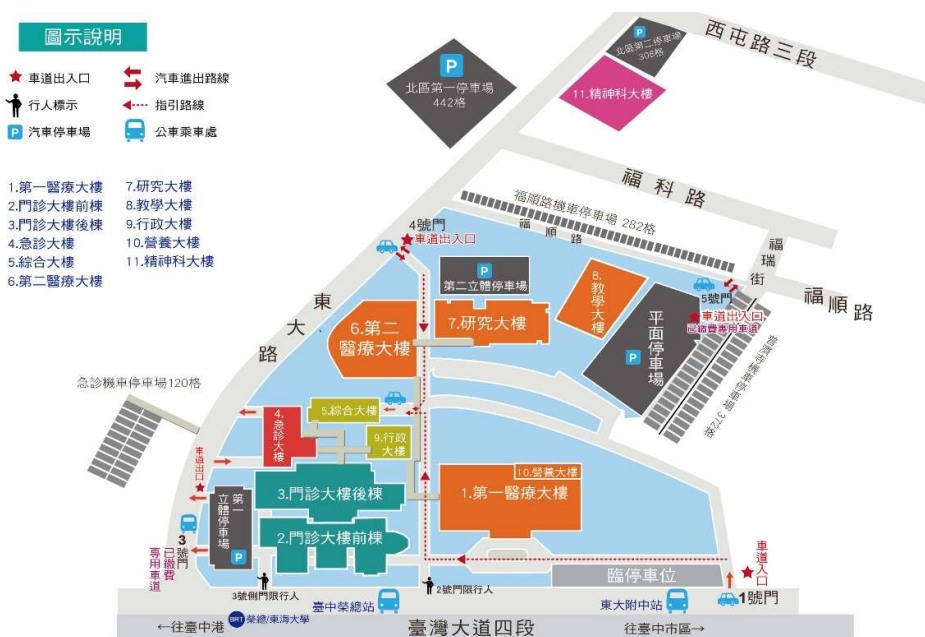 圖示說明
車道出入口
汽車進出路線
行人標示
指引路線
汽車停車場
公車乘車處
1.第一醫療大樓
2.門診大樓前棟
3.門診大樓後棟
4.急診大樓
5.綜合大樓
6.第二醫療大樓
7.研究大樓
8.教學大樓
9.行政大樓
10.營養大樓
11.精神科大樓
P
北區第一停車場
442格
P
北區第二停車場
308格
11.精神科大樓
西屯路三段
福科路
福順路機車停車場 282格
福順路
福瑞街
福順路
4號門
車道出入口
P
第二立體停車場
8.教學大樓
7.研究大樓
6.第二
醫療大樓
平面停車場
P
5號門
車道出入口
已繳費專用車道
普濟寺機車停車場 372格
東大路
急診機車停車場120格
4.急診大樓
5.綜合大樓
9.行政
大樓
10.營養大樓
1.第一醫療大樓
3.門診大樓後棟
2.門診大樓前棟
車道出口
第一
立體停車場
P
3號門
已繳費
專用車道
3號側門限行人
2號門限行人
臨停車位
車道入口
1號門
臺中榮總站
東大附中站
←往臺中港
BRT
榮總/東海大學
臺灣大道四段
往臺中市區→